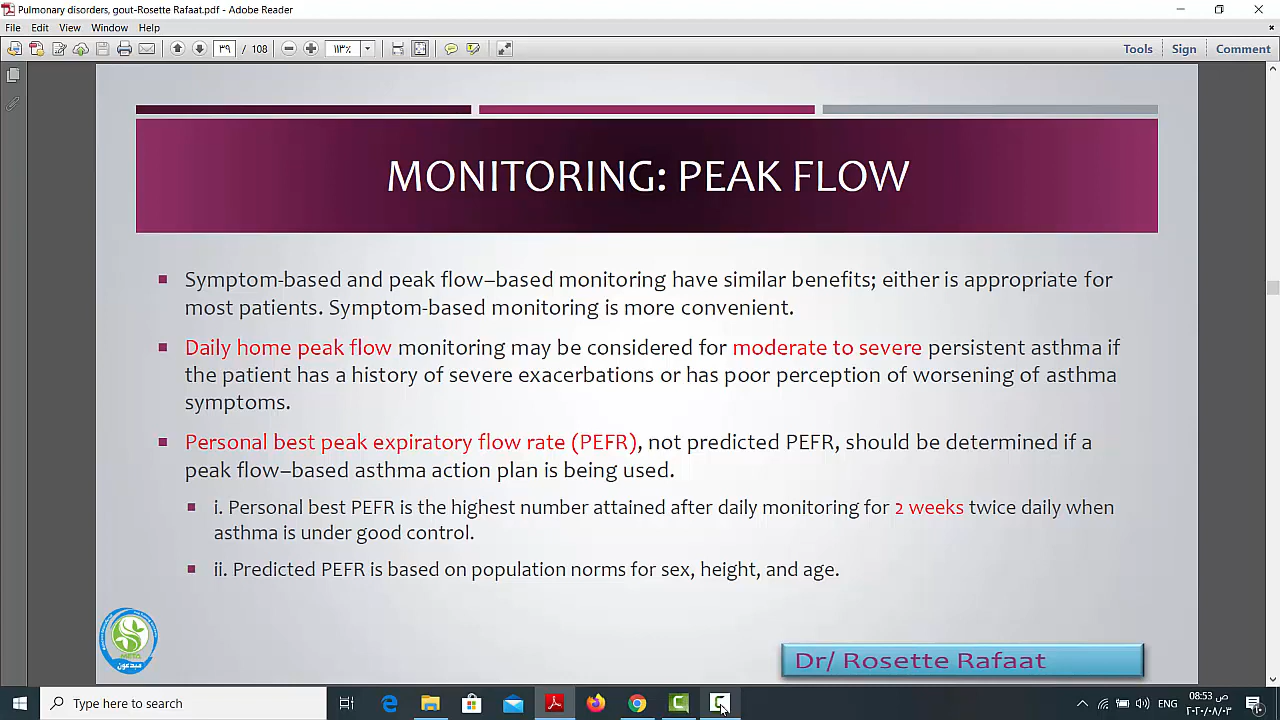 Pulmonary disorders, gout-Rosette Rafaat.pdf - Adobe Reader
File Edit View Window Help
٣٩ / 108 ١١٣٪ Tools Sign Comment
MONITORING: PEAK FLOW
Symptom-based and peak flow–based monitoring have similar benefits; either is appropriate for
most patients. Symptom-based monitoring is more convenient.
Daily home peak flow monitoring may be considered for moderate to severe persistent asthma if
the patient has a history of severe exacerbations or has poor perception of worsening of asthma
symptoms.
Personal best peak expiratory flow rate (PEFR), not predicted PEFR, should be determined if a
peak flow–based asthma action plan is being used.
i. Personal best PEFR is the highest number attained after daily monitoring for 2 weeks twice daily when
asthma is under good control.
ii. Predicted PEFR is based on population norms for sex, height, and age.
مبدعون
Dr/ Rosette Rafaat
Type here to search
ENG
08:53 ص
٢٠٢٠/٠٨/٠٣